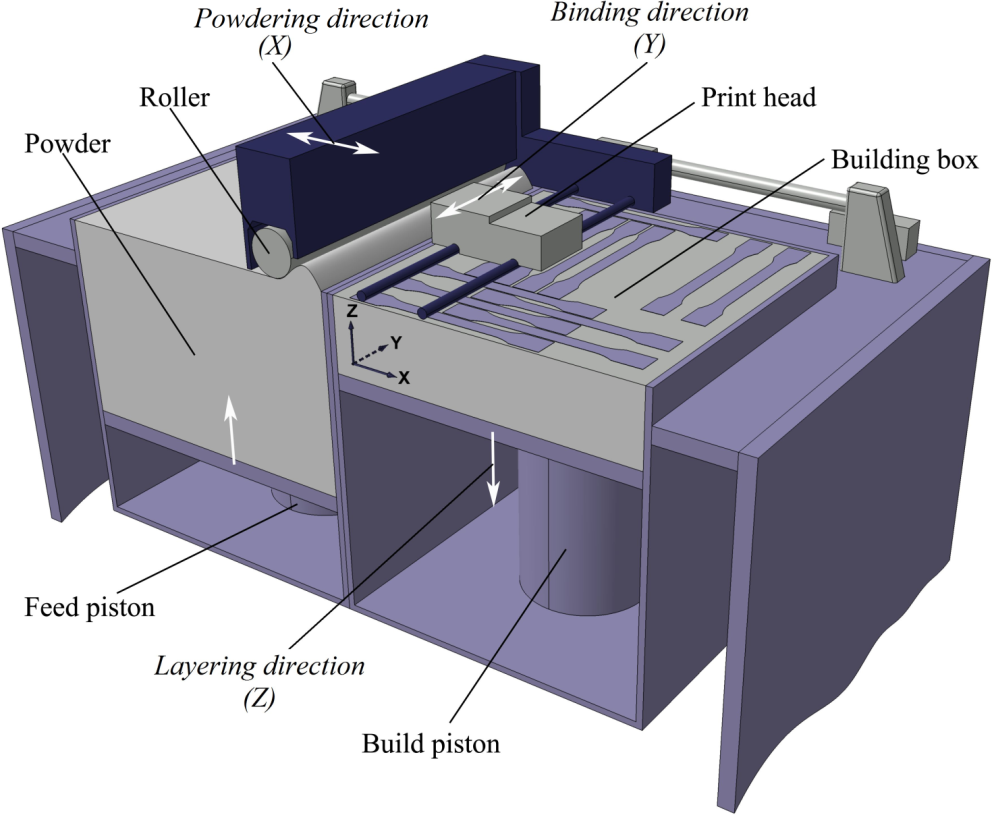 Powdering direction
(X)
Binding direction
(Y)
Roller
Print head
Powder
Building box
Z
Y
X
Feed piston
Layering direction
(Z)
Build piston